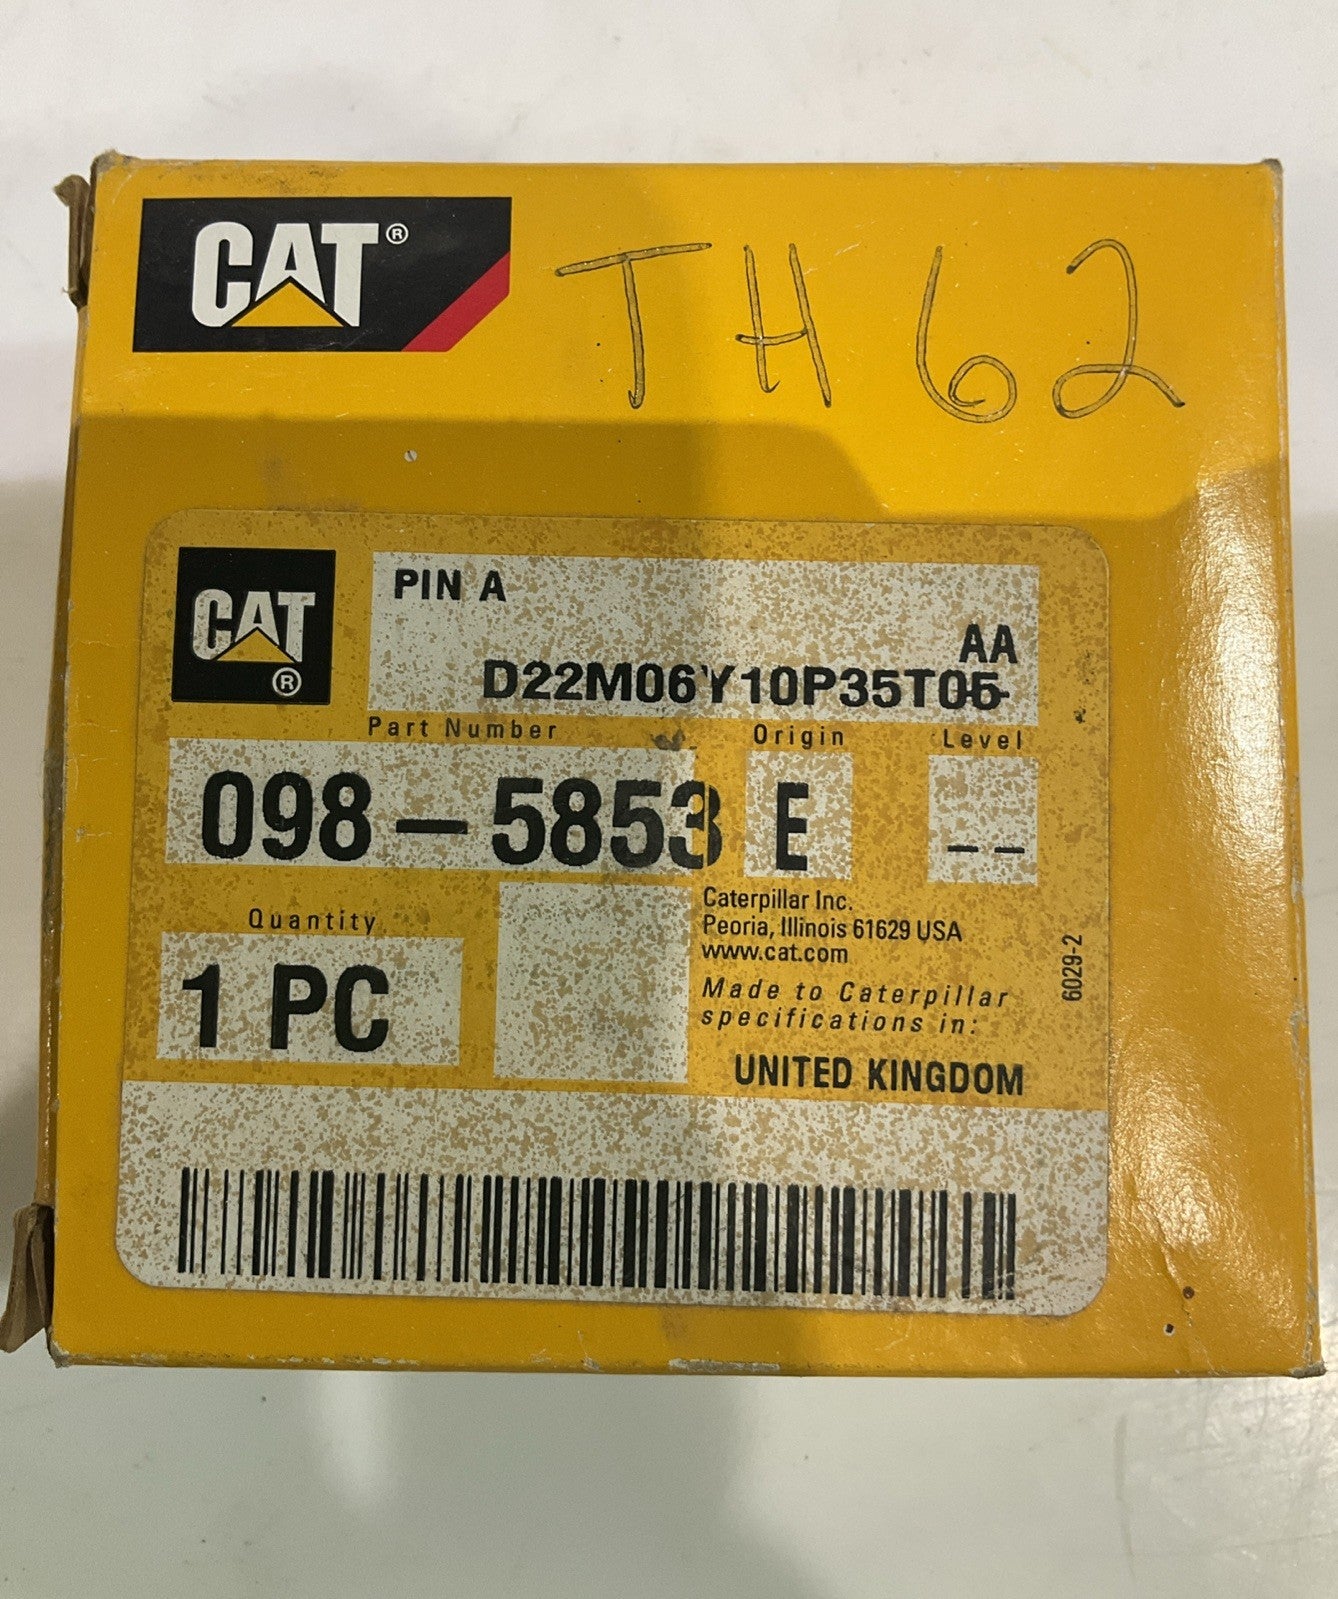 CAT®
TH62
CAT®
PIN A
AA
D22M06Y10P35T05
Part Number Origin Level
098-5853 E --
Quantity
1 PC
Caterpillar Inc.
Peoria, Illinois 61629 USA
www.cat.com
Made to Caterpillar
specifications in:
UNITED KINGDOM
6029-2